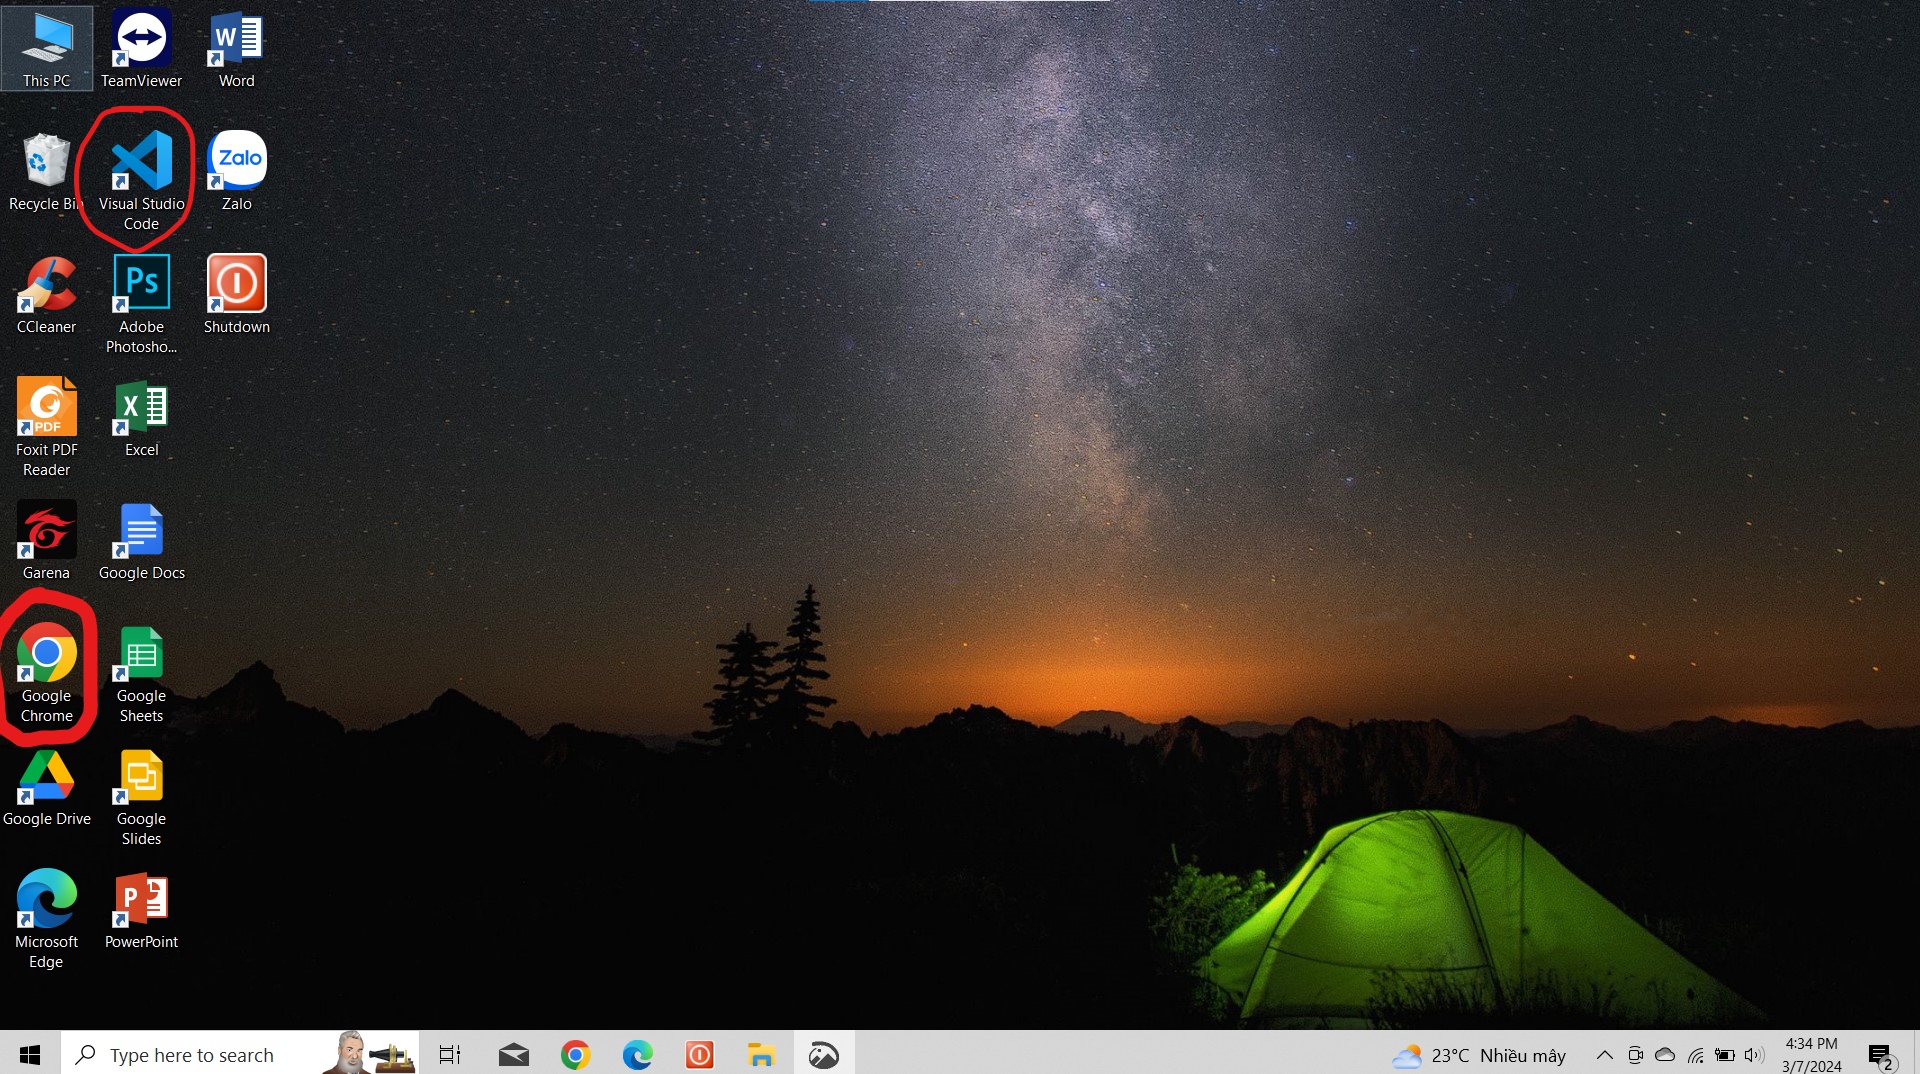 This PC
TeamViewer
W
Word
Recycle Bin
Visual Studio
Code
Zalo
Zalo
CCleaner
Ps
Adobe
Photosho...
Shutdown
PDF
Foxit PDF
Reader
X
Excel
Garena
Google Docs
Google
Chrome
Google
Sheets
Google Drive
Google
Slides
Microsoft
Edge
P
PowerPoint
Type here to search
23°C Nhiều mây
4:34 PM
3/7/2024
2